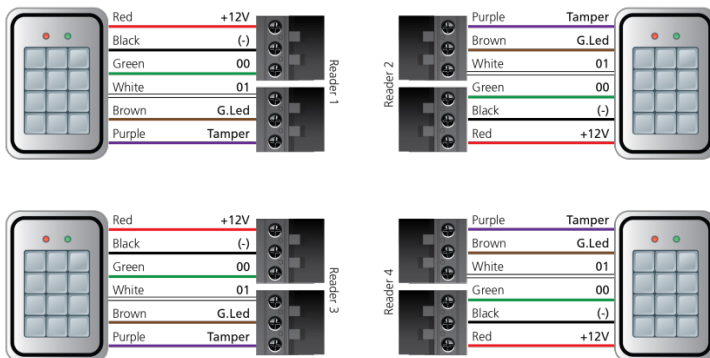 Red +12V
Black (-)
Green 00
White 01
Brown G.Led
Purple Tamper
Reader 1
Purple Tamper
Brown G.Led
White 01
Green 00
Black (-)
Red +12V
Reader 2
Red +12V
Black (-)
Green 00
White 01
Brown G.Led
Purple Tamper
Reader 3
Purple Tamper
Brown G.Led
White 01
Green 00
Black (-)
Red +12V
Reader 4